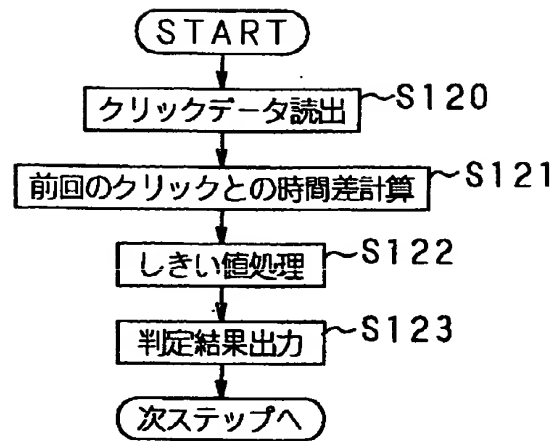 START
クリックデータ読出 S120
前回のクリックとの時間差計算 S121
しきい値処理 S122
判定結果出力 S123
次ステップへ